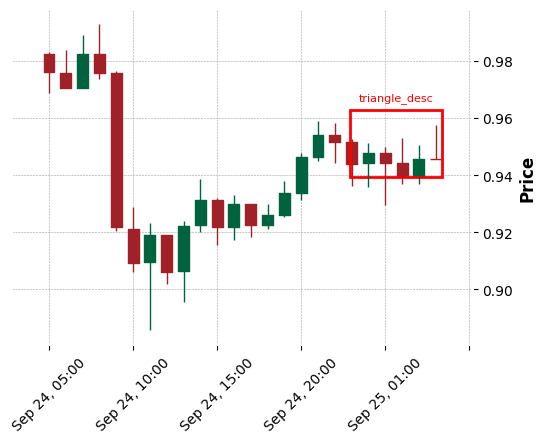 triangle_desc
0.98
0.96
0.94
0.92
0.90
Price
Sep 24, 05:00
Sep 24, 10:00
Sep 24, 15:00
Sep 24, 20:00
Sep 25, 01:00